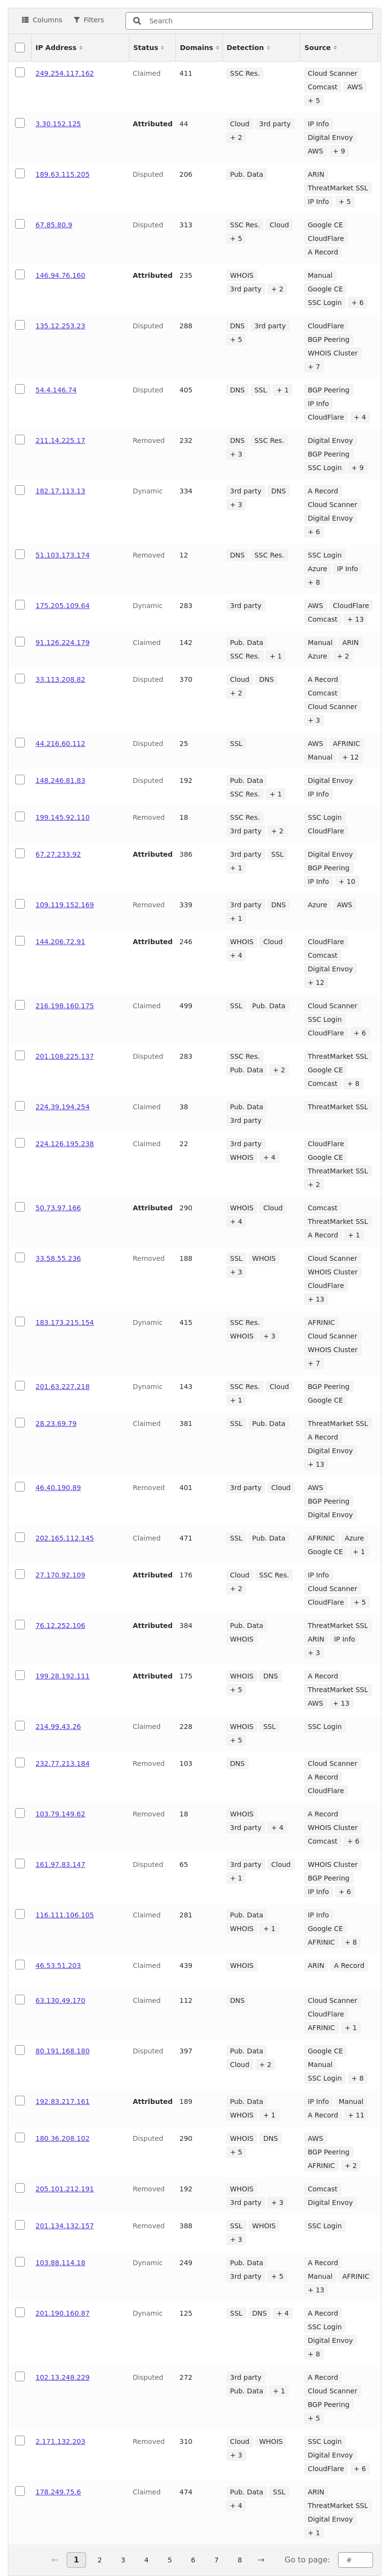 Columns Filters Search
IP Address Status Domains Detection Source
249.254.117.162 Claimed 411 SSC Res. Cloud Scanner
Comcast AWS
+ 5
3.30.152.125 Attributed 44 Cloud 3rd party IP Info
+ 2 Digital Envoy
AWS + 9
189.63.115.205 Disputed 206 Pub. Data ARIN
ThreatMarket SSL
IP Info + 5
67.85.80.9 Disputed 313 SSC Res. Cloud Google CE
+ 5 CloudFlare
A Record
146.94.76.160 Attributed 235 WHOIS Manual
3rd party + 2 Google CE
SSC Login + 6
135.12.253.23 Disputed 288 DNS 3rd party CloudFlare
+ 5 BGP Peering
WHOIS Cluster
+ 7
54.4.146.74 Disputed 405 DNS SSL + 1 BGP Peering
IP Info
CloudFlare + 4
211.14.225.17 Removed 232 DNS SSC Res. Digital Envoy
+ 3 BGP Peering
SSC Login + 9
182.17.113.13 Dynamic 334 3rd party DNS A Record
+ 3 Cloud Scanner
Digital Envoy
+ 6
51.103.173.174 Removed 12 DNS SSC Res. SSC Login
Azure IP Info
+ 8
175.205.109.64 Dynamic 283 3rd party AWS CloudFlare
Comcast + 13
91.126.224.179 Claimed 142 Pub. Data Manual ARIN
SSC Res. + 1 Azure + 2
33.113.208.82 Disputed 370 Cloud DNS A Record
+ 2 Comcast
Cloud Scanner
+ 3
44.216.60.112 Disputed 25 SSL AWS AFRINIC
Manual + 12
148.246.81.83 Disputed 192 Pub. Data Digital Envoy
SSC Res. + 1 IP Info
199.145.92.110 Removed 18 SSC Res. SSC Login
3rd party + 2 CloudFlare
67.27.233.92 Attributed 386 3rd party SSL Digital Envoy
+ 1 BGP Peering
IP Info + 10
109.119.152.169 Removed 339 3rd party DNS Azure AWS
+ 1
144.206.72.91 Attributed 246 WHOIS Cloud CloudFlare
+ 4 Comcast
Digital Envoy
+ 12
216.198.160.175 Claimed 499 SSL Pub. Data Cloud Scanner
SSC Login
CloudFlare + 6
201.108.225.137 Disputed 283 SSC Res. ThreatMarket SSL
Pub. Data + 2 Google CE
Comcast + 8
224.39.194.254 Claimed 38 Pub. Data ThreatMarket SSL
3rd party
224.126.195.238 Claimed 22 3rd party CloudFlare
WHOIS + 4 Google CE
ThreatMarket SSL
+ 2
50.73.97.166 Attributed 290 WHOIS Cloud Comcast
+ 4 ThreatMarket SSL
A Record + 1
33.58.55.236 Removed 188 SSL WHOIS Cloud Scanner
+ 3 WHOIS Cluster
CloudFlare
+ 13
183.173.215.154 Dynamic 415 SSC Res. AFRINIC
WHOIS + 3 Cloud Scanner
WHOIS Cluster
+ 7
201.63.227.218 Dynamic 143 SSC Res. Cloud BGP Peering
+ 1 Google CE
28.23.69.79 Claimed 381 SSL Pub. Data ThreatMarket SSL
A Record
Digital Envoy
+ 13
46.40.190.89 Removed 401 3rd party Cloud AWS
BGP Peering
Digital Envoy
202.165.112.145 Claimed 471 SSL Pub. Data AFRINIC Azure
Google CE + 1
27.170.92.109 Attributed 176 Cloud SSC Res. IP Info
+ 2 Cloud Scanner
CloudFlare + 5
76.12.252.106 Attributed 384 Pub. Data ThreatMarket SSL
WHOIS ARIN IP Info
+ 3
199.28.192.111 Attributed 175 WHOIS DNS A Record
+ 5 ThreatMarket SSL
AWS + 13
214.99.43.26 Claimed 228 WHOIS SSL SSC Login
+ 5
232.77.213.184 Removed 103 DNS Cloud Scanner
A Record
CloudFlare
103.79.149.62 Removed 18 WHOIS A Record
3rd party + 4 WHOIS Cluster
Comcast + 6
161.97.83.147 Disputed 65 3rd party Cloud WHOIS Cluster
+ 1 BGP Peering
IP Info + 6
116.111.106.105 Claimed 281 Pub. Data IP Info
WHOIS + 1 Google CE
AFRINIC + 8
46.53.51.203 Claimed 439 WHOIS ARIN A Record
63.130.49.170 Claimed 112 DNS Cloud Scanner
CloudFlare
AFRINIC + 1
80.191.168.180 Disputed 397 Pub. Data Google CE
Cloud + 2 Manual
SSC Login + 8
192.83.217.161 Attributed 189 Pub. Data IP Info Manual
WHOIS + 1 A Record + 11
180.36.208.102 Disputed 290 WHOIS DNS AWS
+ 5 BGP Peering
AFRINIC + 2
205.101.212.191 Removed 192 WHOIS Comcast
3rd party + 3 Digital Envoy
201.134.132.157 Removed 388 SSL WHOIS SSC Login
+ 3
103.88.114.18 Dynamic 249 Pub. Data A Record
3rd party + 5 Manual AFRINIC
+ 13
201.190.160.87 Dynamic 125 SSL DNS + 4 A Record
SSC Login
Digital Envoy
+ 8
102.13.248.229 Disputed 272 3rd party A Record
Pub. Data + 1 Cloud Scanner
BGP Peering
+ 5
2.171.132.203 Removed 310 Cloud WHOIS SSC Login
+ 3 Digital Envoy
CloudFlare + 6
178.249.75.6 Claimed 474 Pub. Data SSL ARIN
+ 4 ThreatMarket SSL
Digital Envoy
+ 1
← 1 2 3 4 5 6 7 8 → Go to page: #